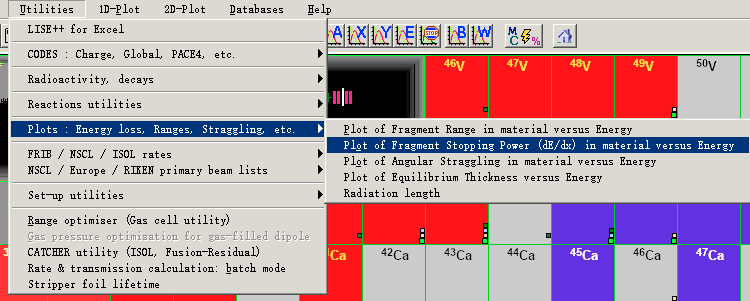 Utilities 1D-Plot 2D-Plot Databases Help
LISE++ for Excel
CODES : Charge, Global, PACE4, etc.
Radioactivity, decays
Reactions utilities
Plots : Energy loss, Ranges, Straggling, etc.
FRIB / NSCL / ISOL rates
NSCL / Europe / RIKEN primary beam lists
Set-up utilities
Range optimizer (Gas cell utility)
Gas pressure optimisation for gas-filled dipole
CATCHER utility (ISOL, Fusion-Residual)
Rate & transmission calculation: batch mode
Stripper foil lifetime
Plot of Fragment Range in material versus Energy
Plot of Fragment Stopping Power (dE/dx) in material versus Energy
Plot of Angular Straggling in material versus Energy
Plot of Equilibrium Thickness versus Energy
Radiation length
A X Y E B W E STOP MC %
46V 47V 48V 49V 50V
Ca 42Ca 43Ca 44Ca 45Ca 46Ca 47Ca